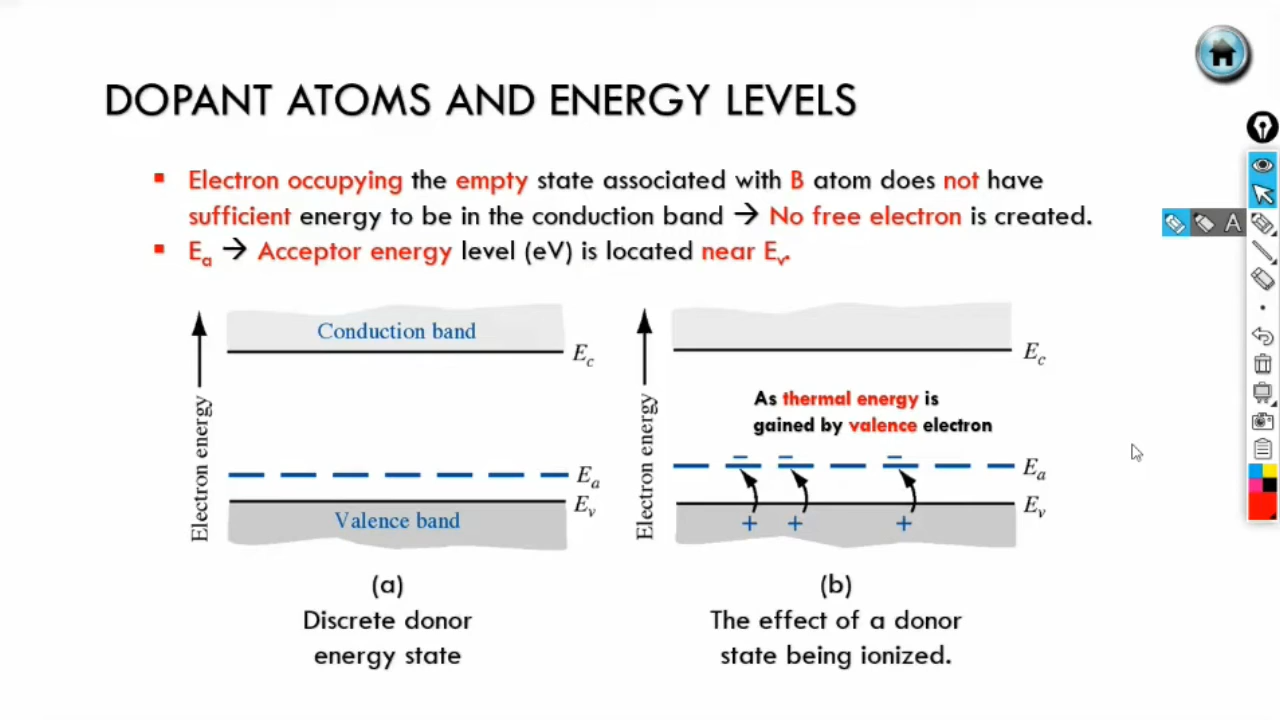 DOPANT ATOMS AND ENERGY LEVELS
▪ Electron occupying the empty state associated with B atom does not have
sufficient energy to be in the conduction band → No free electron is created.
▪ Ea → Acceptor energy level (eV) is located near Ev.
A
Electron energy
Conduction band
Ec
Ea
Ev
Valence band
(a)
Discrete donor
energy state
Electron energy
Ec
As thermal energy is
gained by valence electron
− − −
Ea
Ev
+ + +
(b)
The effect of a donor
state being ionized.